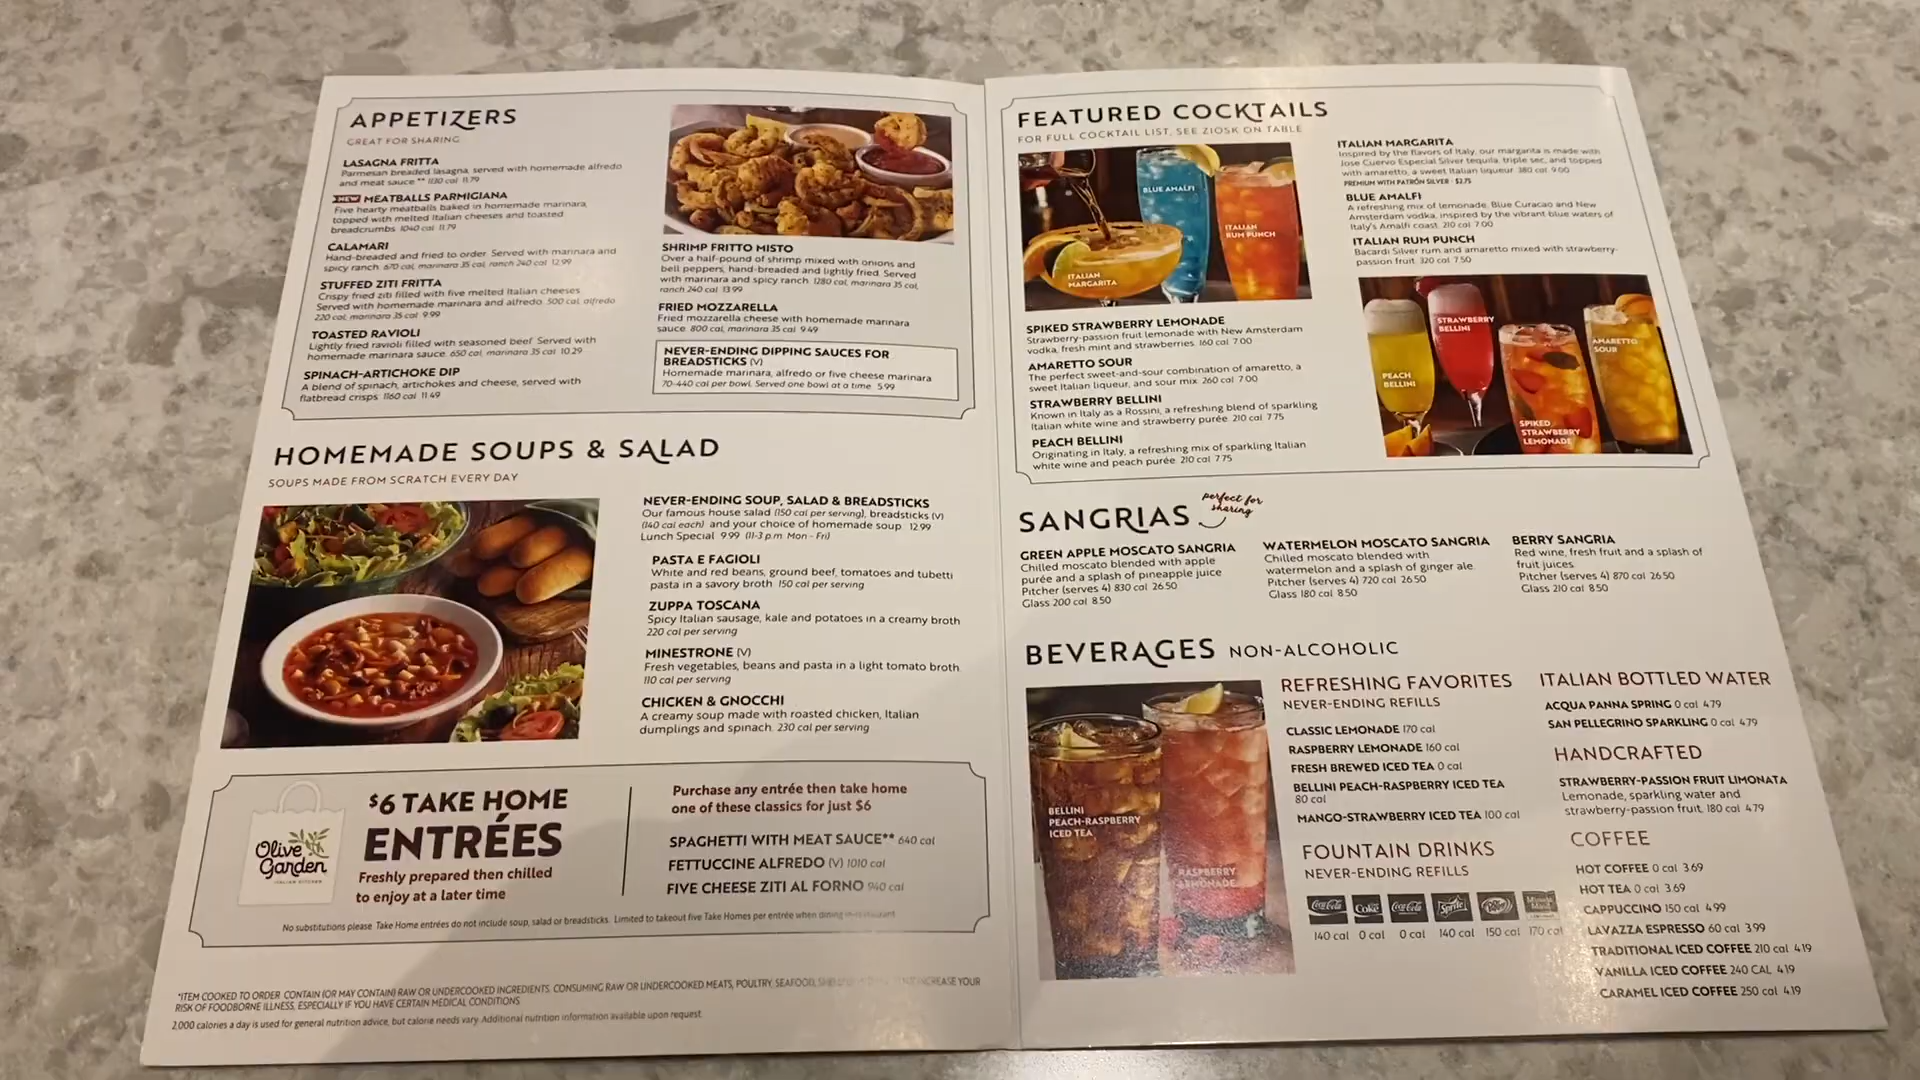 APPETIZERS
GREAT FOR SHARING
LASAGNA FRITTA
Parmesan breaded lasagna, served with homemade alfredo
and meat sauce ** 1130 cal 11.79
NEW MEATBALLS PARMIGIANA
Five hearty meatballs baked in homemade marinara,
topped with melted Italian cheeses and toasted
breadcrumbs 1040 cal 11.79
CALAMARI
Hand-breaded and fried to order. Served with marinara and
spicy ranch 670 cal, marinara 35 cal, ranch 240 cal 12.99
STUFFED ZITI FRITTA
Crispy fried ziti filled with five melted Italian cheeses.
Served with homemade marinara and alfredo 500 cal, alfredo
220 cal, marinara 35 cal 9.99
TOASTED RAVIOLI
Lightly fried ravioli filled with seasoned beef. Served with
homemade marinara sauce 650 cal, marinara 35 cal 10.29
SPINACH-ARTICHOKE DIP
A blend of spinach, artichokes and cheese, served with
flatbread crisps 1160 cal 11.49
SHRIMP FRITTO MISTO
Over a half-pound of shrimp mixed with onions and
bell peppers, hand-breaded and lightly fried. Served
with marinara and spicy ranch 1280 cal, marinara 35 cal,
ranch 240 cal 13.99
FRIED MOZZARELLA
Fried mozzarella cheese with homemade marinara
sauce 800 cal, marinara 35 cal 9.49
NEVER-ENDING DIPPING SAUCES FOR
BREADSTICKS (V)
Homemade marinara, alfredo or five cheese marinara
70-440 cal per bowl. Served one bowl at a time 5.99
HOMEMADE SOUPS & SALAD
SOUPS MADE FROM SCRATCH EVERY DAY
NEVER-ENDING SOUP, SALAD & BREADSTICKS
Our famous house salad (150 cal per serving), breadsticks (V)
(140 cal each) and your choice of homemade soup 12.99
Lunch Special 9.99 (11-3 p.m. Mon - Fri)
PASTA E FAGIOLI
White and red beans, ground beef, tomatoes and tubetti
pasta in a savory broth 150 cal per serving
ZUPPA TOSCANA
Spicy Italian sausage, kale and potatoes in a creamy broth
220 cal per serving
MINESTRONE (V)
Fresh vegetables, beans and pasta in a light tomato broth
110 cal per serving
CHICKEN & GNOCCHI
A creamy soup made with roasted chicken, Italian
dumplings and spinach 230 cal per serving
Olive
Garden
ITALIAN KITCHEN
$6 TAKE HOME
ENTRÉES
Freshly prepared then chilled
to enjoy at a later time
Purchase any entrée then take home
one of these classics for just $6
SPAGHETTI WITH MEAT SAUCE** 640 cal
FETTUCCINE ALFREDO (V) 1010 cal
FIVE CHEESE ZITI AL FORNO 940 cal
No substitutions please. Take Home entrées do not include soup, salad or breadsticks. Limited to takeout five Take Homes per entrée when dining in-restaurant
*ITEM COOKED TO ORDER. CONTAIN (OR MAY CONTAIN) RAW OR UNDERCOOKED INGREDIENTS. CONSUMING RAW OR UNDERCOOKED MEATS, POULTRY, SEAFOOD, INCREASE YOUR
RISK OF FOODBORNE ILLNESS, ESPECIALLY IF YOU HAVE CERTAIN MEDICAL CONDITIONS
2,000 calories a day is used for general nutrition advice, but calorie needs vary. Additional nutrition information available upon request.
FEATURED COCKTAILS
FOR FULL COCKTAIL LIST, SEE ZIOSK ON TABLE
BLUE AMALFI
ITALIAN
RUM PUNCH
ITALIAN
MARGARITA
ITALIAN MARGARITA
Inspired by the flavors of Italy, our margarita is made with
Jose Cuervo Especial Silver tequila, triple sec, and topped
with amaretto, a sweet Italian liqueur 380 cal 9.00
PREMIUM WITH PATRÓN SILVER - $2.75
BLUE AMALFI
A refreshing mix of lemonade, Blue Curacao and New
Amsterdam vodka, inspired by the vibrant blue waters of
Italy's Amalfi coast 210 cal 7.00
ITALIAN RUM PUNCH
Bacardi Silver rum and amaretto mixed with strawberry-
passion fruit 320 cal 7.50
SPIKED STRAWBERRY LEMONADE
Strawberry-passion fruit lemonade with New Amsterdam
vodka, fresh mint and strawberries 160 cal 7.00
AMARETTO SOUR
The perfect sweet-and-sour combination of amaretto, a
sweet Italian liqueur, and sour mix 260 cal 7.00
STRAWBERRY BELLINI
Known in Italy as a Rossini, a refreshing blend of sparkling
Italian white wine and strawberry purée 210 cal 7.75
PEACH BELLINI
Originating in Italy, a refreshing mix of sparkling Italian
white wine and peach purée 210 cal 7.75
PEACH
BELLINI
STRAWBERRY
BELLINI
SPIKED
STRAWBERRY
LEMONADE
AMARETTO
SOUR
SANGRIAS
perfect for
sharing
GREEN APPLE MOSCATO SANGRIA
Chilled moscato blended with apple
purée and a splash of pineapple juice
Pitcher (serves 4) 830 cal 26.50
Glass 200 cal 8.50
WATERMELON MOSCATO SANGRIA
Chilled moscato blended with
watermelon and a splash of ginger ale
Pitcher (serves 4) 720 cal 26.50
Glass 180 cal 8.50
BERRY SANGRIA
Red wine, fresh fruit and a splash of
fruit juices
Pitcher (serves 4) 870 cal 26.50
Glass 210 cal 8.50
BEVERAGES NON-ALCOHOLIC
BELLINI
PEACH-RASPBERRY
ICED TEA
RASPBERRY
LEMONADE
REFRESHING FAVORITES
NEVER-ENDING REFILLS
CLASSIC LEMONADE 170 cal
RASPBERRY LEMONADE 160 cal
FRESH BREWED ICED TEA 0 cal
BELLINI PEACH-RASPBERRY ICED TEA
80 cal
MANGO-STRAWBERRY ICED TEA 100 cal
FOUNTAIN DRINKS
NEVER-ENDING REFILLS
Coca-Cola Coke Coca-Cola Sprite Minute Maid
140 cal 0 cal 0 cal 140 cal 150 cal 170 cal
ITALIAN BOTTLED WATER
ACQUA PANNA SPRING 0 cal 4.79
SAN PELLEGRINO SPARKLING 0 cal 4.79
HANDCRAFTED
STRAWBERRY-PASSION FRUIT LIMONATA
Lemonade, sparkling water and
strawberry-passion fruit 180 cal 4.79
COFFEE
HOT COFFEE 0 cal 3.69
HOT TEA 0 cal 3.69
CAPPUCCINO 150 cal 4.99
LAVAZZA ESPRESSO 60 cal 3.99
TRADITIONAL ICED COFFEE 210 cal 4.19
VANILLA ICED COFFEE 240 CAL 4.19
CARAMEL ICED COFFEE 250 cal 4.19